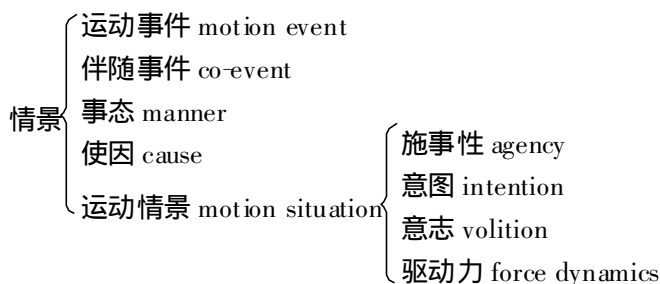 情景
运动事件 motion event
伴随事件 co-event
事态 manner
使因 cause
运动情景 motion situation
施事性 agency
意图 intention
意志 volition
驱动力 force dynamics